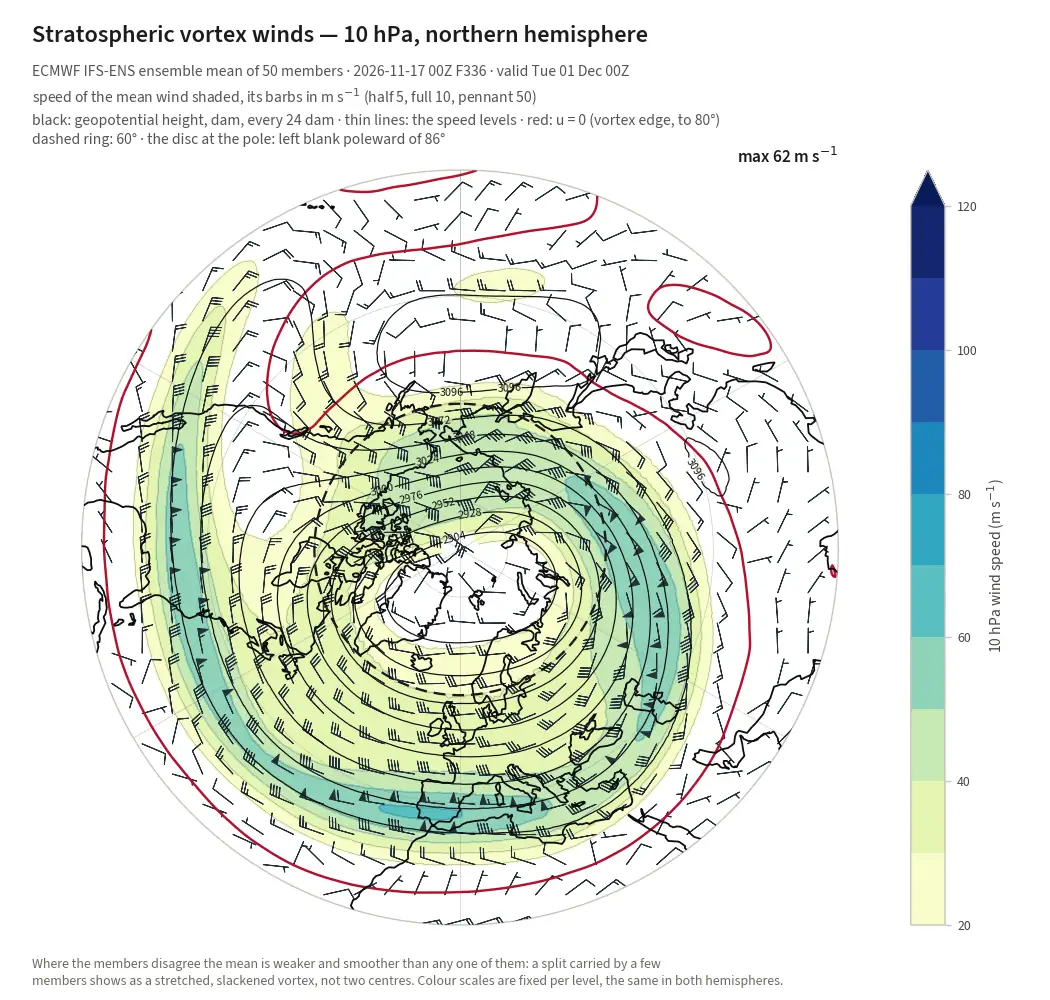 Stratospheric vortex winds — 10 hPa, northern hemisphere
ECMWF IFS-ENS ensemble mean of 50 members · 2026-11-17 00Z F336 · valid Tue 01 Dec 00Z
speed of the mean wind shaded, its barbs in m s⁻¹ (half 5, full 10, pennant 50)
black: geopotential height, dam, every 24 dam · thin lines: the speed levels · red: u = 0 (vortex edge, to 80°)
dashed ring: 60° · the disc at the pole: left blank poleward of 86°
max 62 m s⁻¹
120
100
80
60
40
20
10 hPa wind speed (m s⁻¹)
3096
3096
3096
2976
2952
2928
2904
Where the members disagree the mean is weaker and smoother than any one of them: a split carried by a few
members shows as a stretched, slackened vortex, not two centres. Colour scales are fixed per level, the same in both hemispheres.